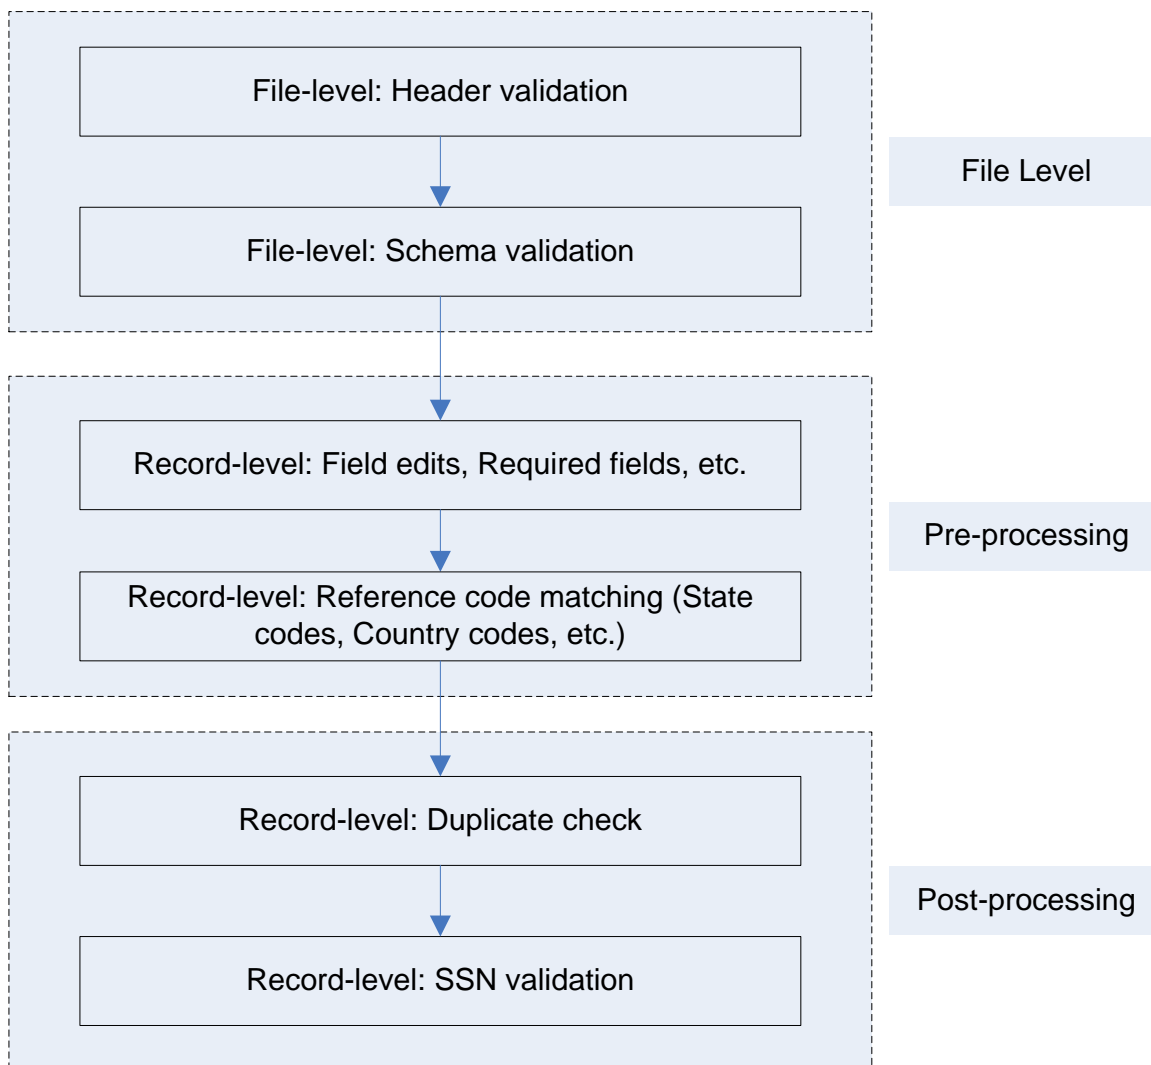 File-level: Header validation
File Level
File-level: Schema validation
Record-level: Field edits, Required fields, etc.
Pre-processing
Record-level: Reference code matching (State
codes, Country codes, etc.)
Record-level: Duplicate check
Post-processing
Record-level: SSN validation